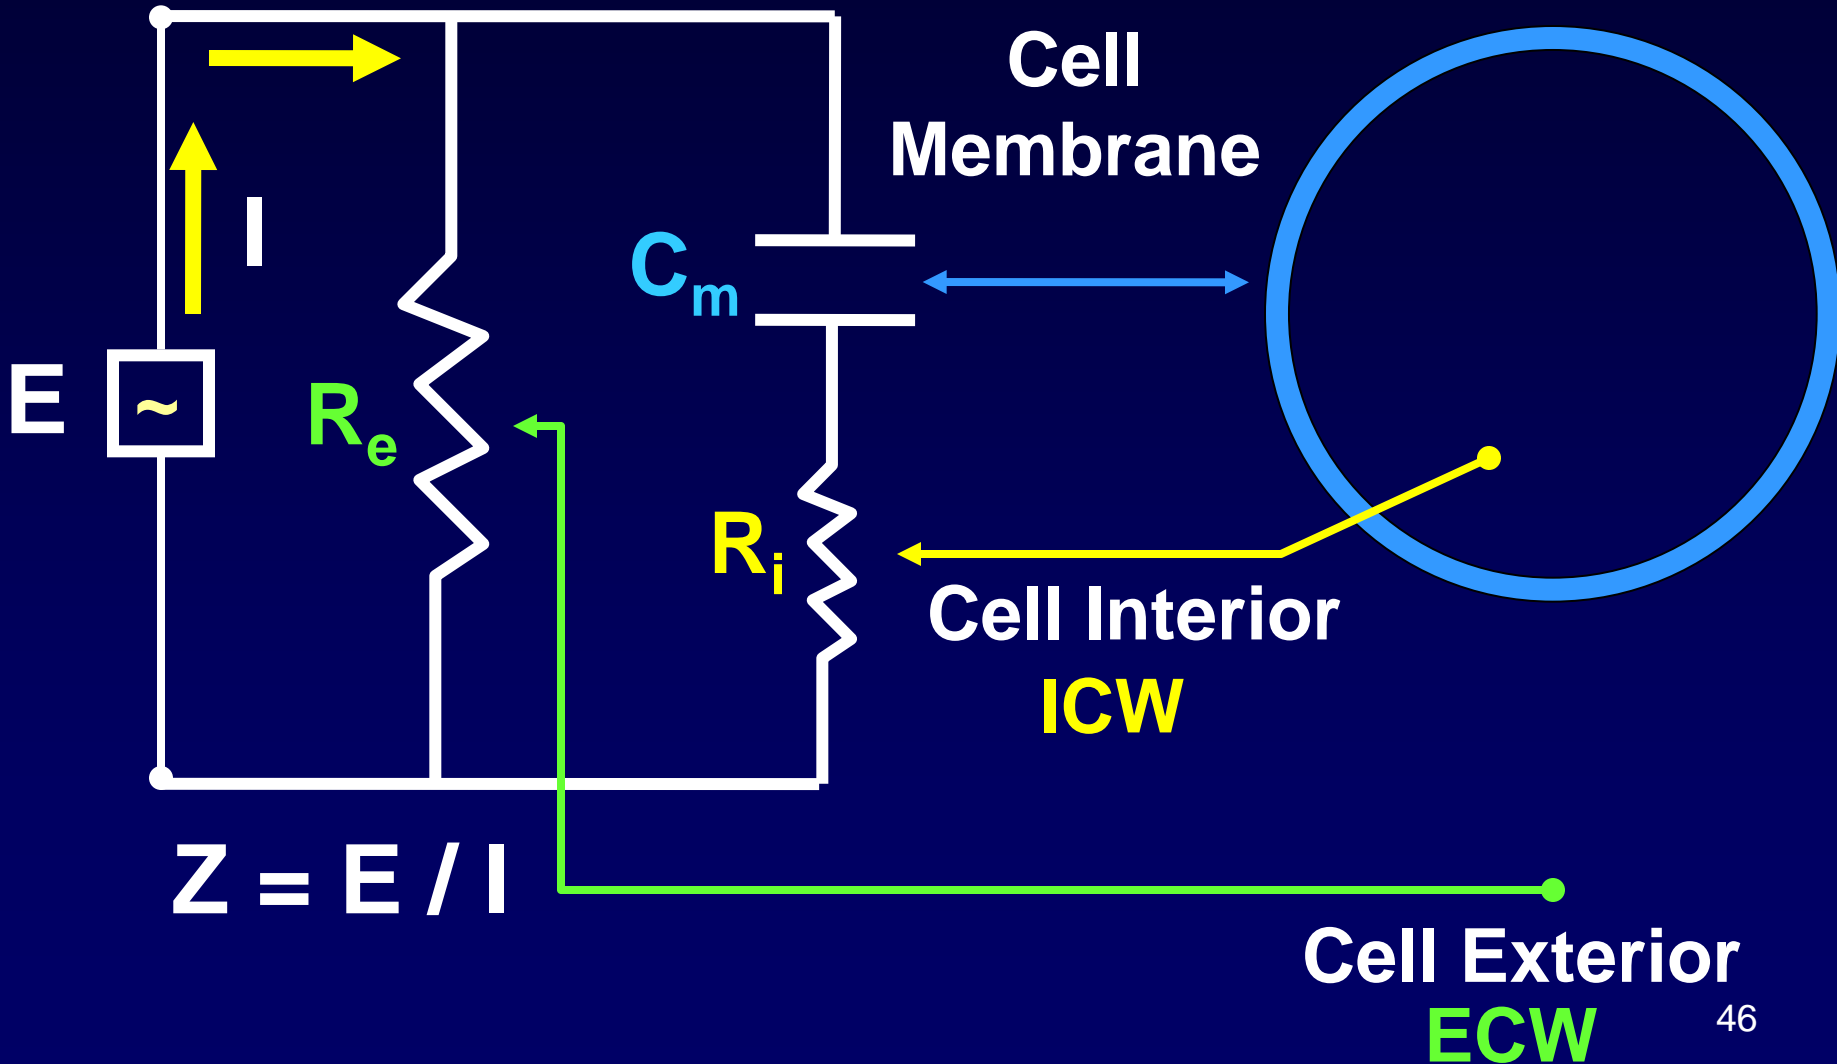 Cell
Membrane
I
Cm
E
~
Re
Ri
Cell Interior
ICW
Z = E / I
Cell Exterior
ECW
46